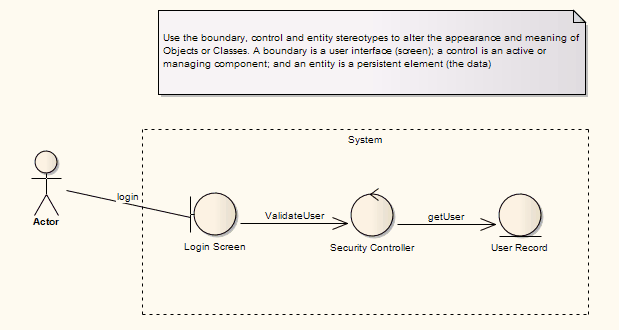 Use the boundary, control and entity stereotypes to alter the appearance and meaning of
Objects or Classes. A boundary is a user interface (screen); a control is an active or
managing component; and an entity is a persistent element (the data)
System
login
Actor
ValidateUser
getUser
Login Screen
Security Controller
User Record